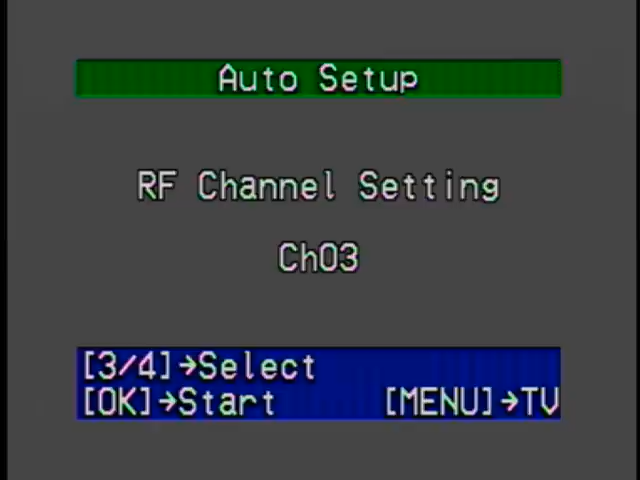 Auto Setup
RF Channel Setting
Ch03
[3/4]→Select
[OK]→Start [MENU]→TV